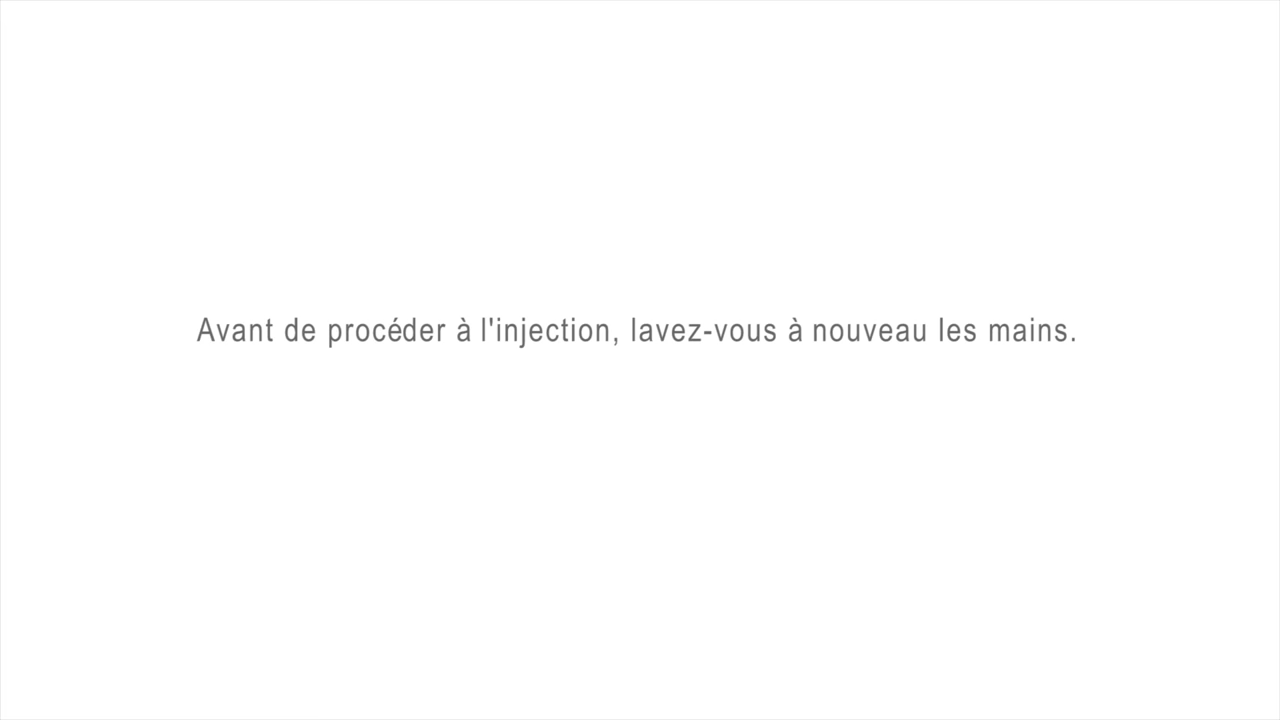 Avant de procéder à l'injection, lavez-vous à nouveau les mains.